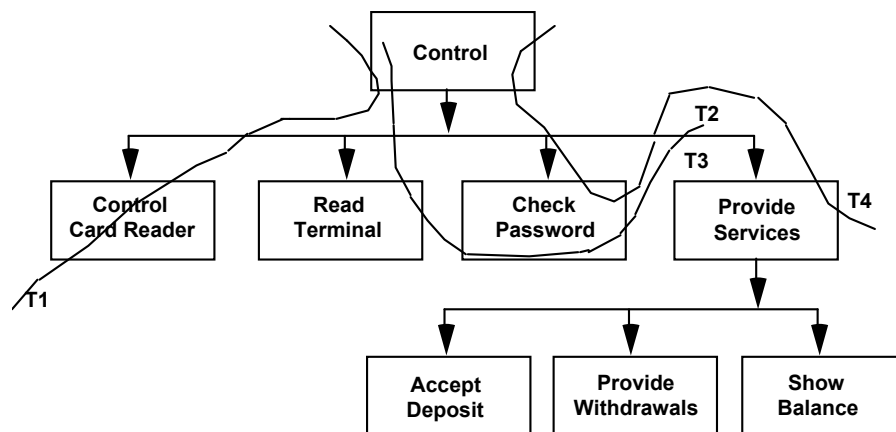 Control
T2
T3
Control
Card Reader
Read
Terminal
Check
Password
Provide
Services
T4
T1
Accept
Deposit
Provide
Withdrawals
Show
Balance